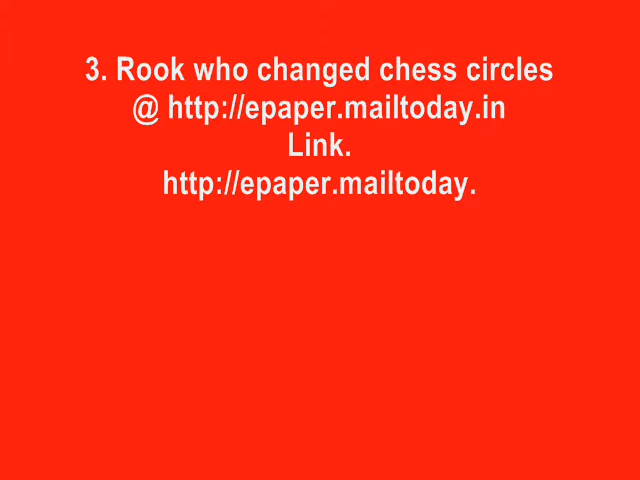 3. Rook who changed chess circles
@ http://epaper.mailtoday.in
Link.
http://epaper.mailtoday.